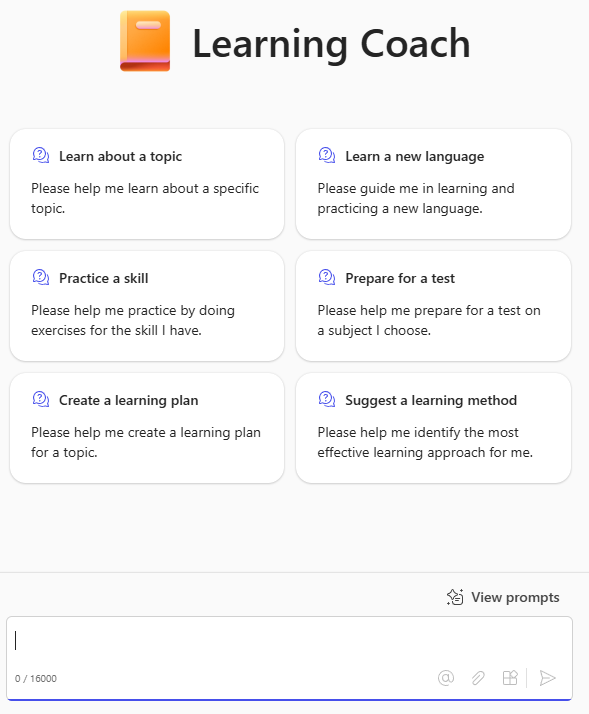 Learning Coach
Learn about a topic
Please help me learn about a specific
topic.
Learn a new language
Please guide me in learning and
practicing a new language.
Practice a skill
Please help me practice by doing
exercises for the skill I have.
Prepare for a test
Please help me prepare for a test on
a subject I choose.
Create a learning plan
Please help me create a learning plan
for a topic.
Suggest a learning method
Please help me identify the most
effective learning approach for me.
View prompts
0 / 16000